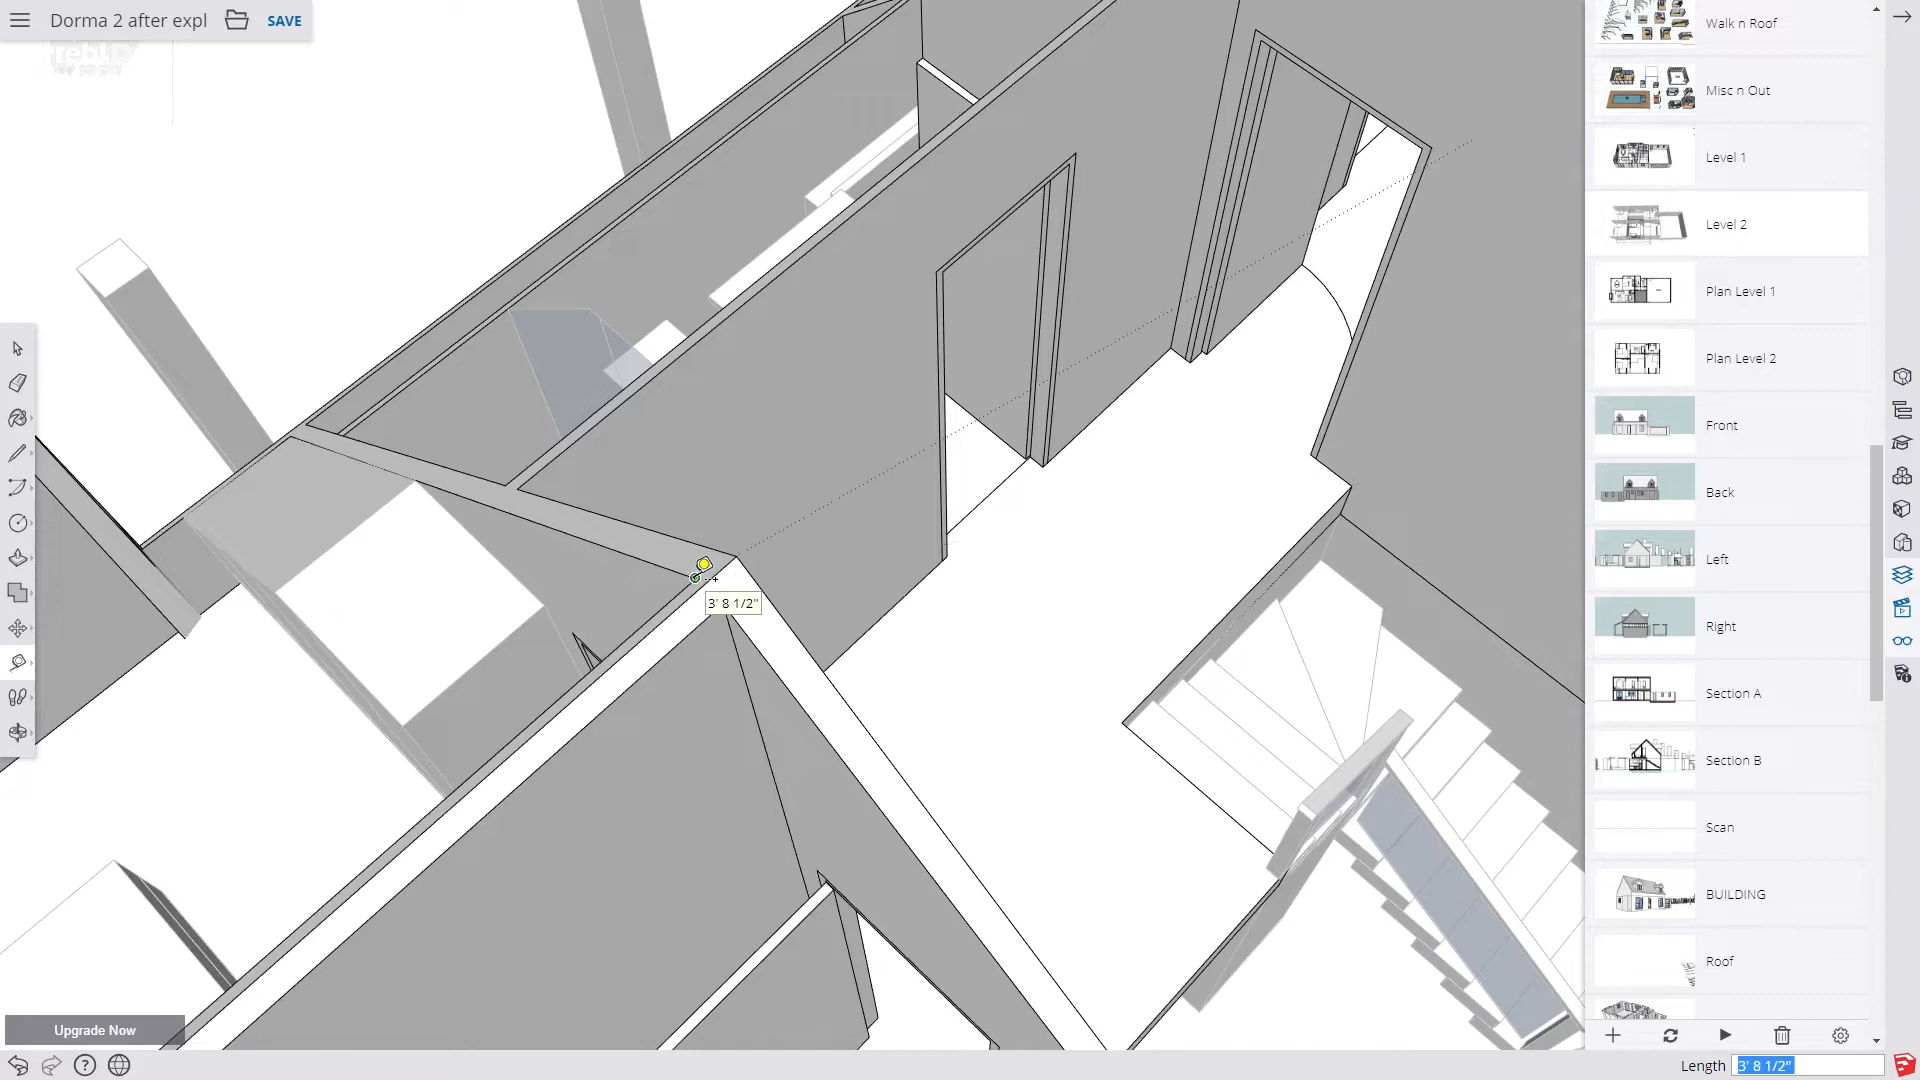 Dorma 2 after expl
SAVE
Walk n Roof
Misc n Out
Level 1
Level 2
Plan Level 1
Plan Level 2
Front
Back
Left
Right
Section A
Section B
Scan
BUILDING
Roof
3' 8 1/2"
Upgrade Now
Length 3' 8 1/2"